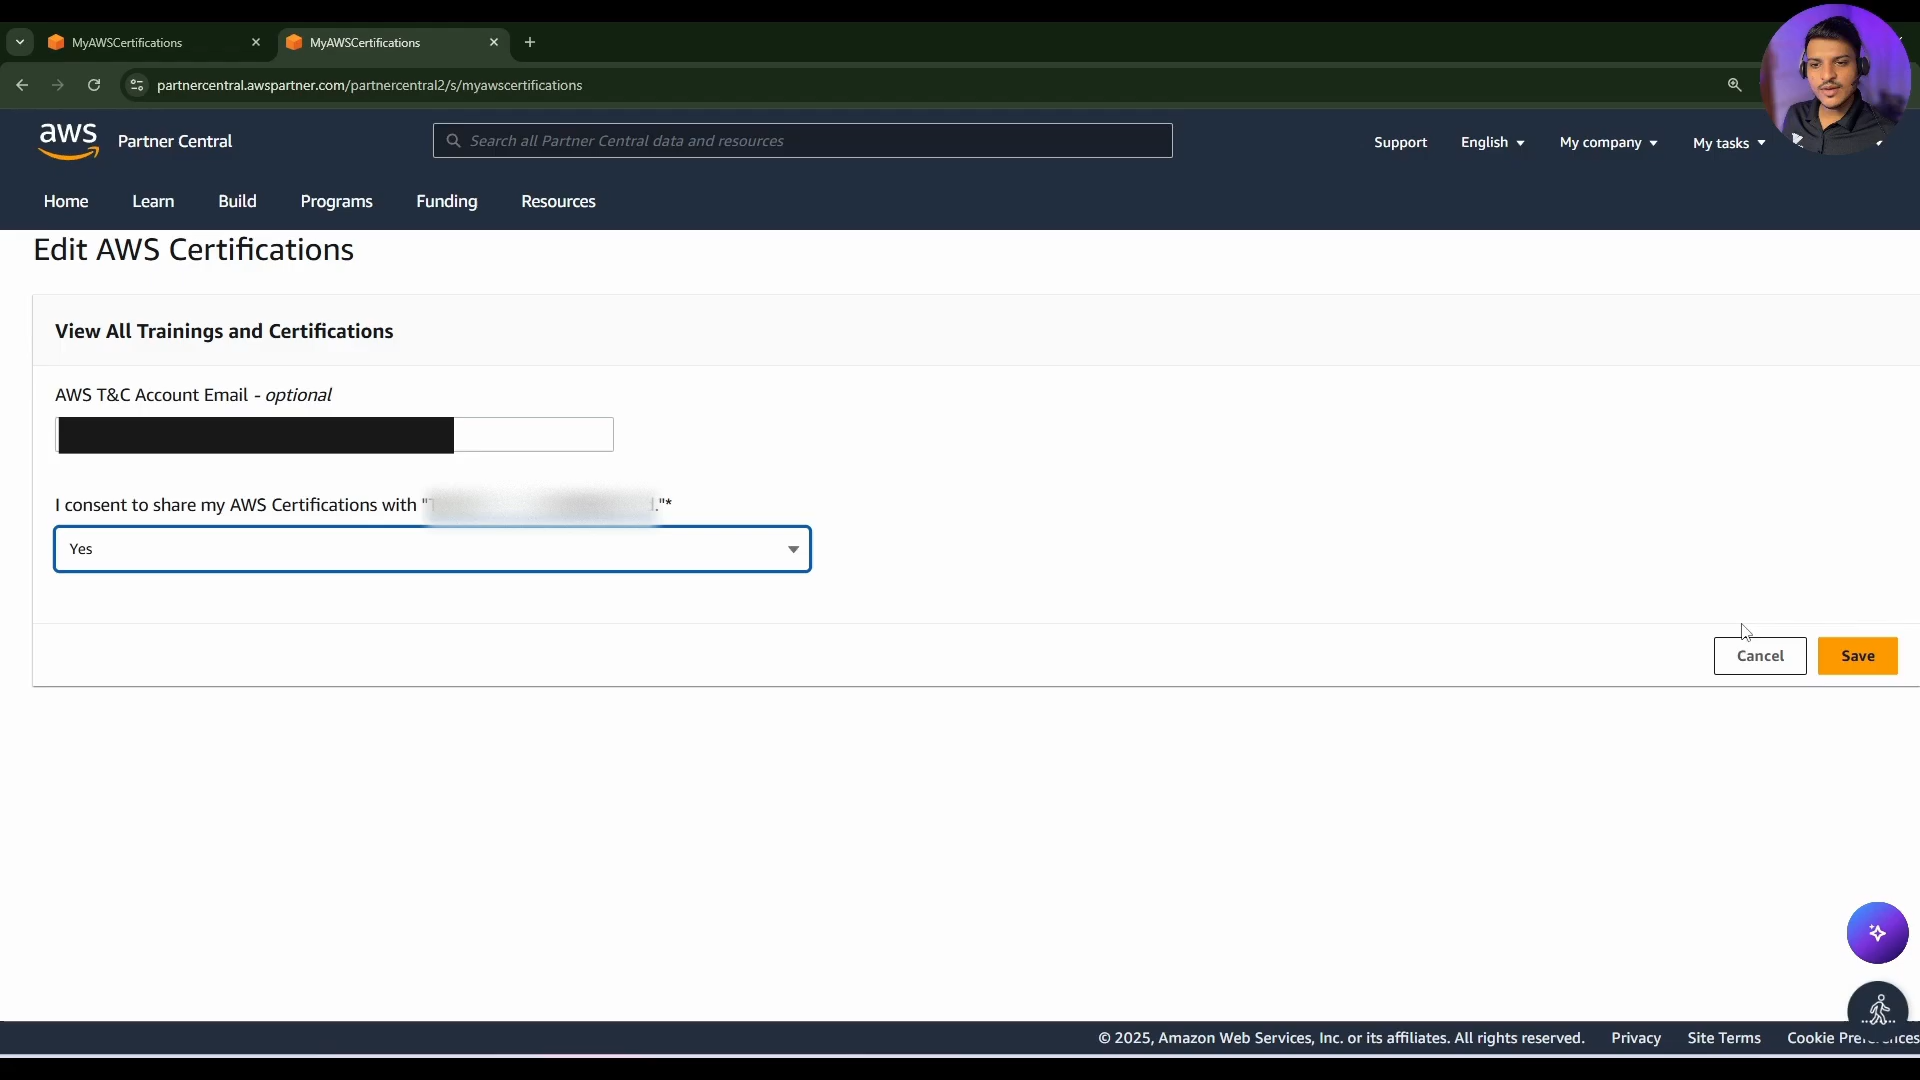 MyAWSCertifications
MyAWSCertifications
partnercentral.awspartner.com/partnercentral2/s/myawscertifications
aws
Partner Central
Search all Partner Central data and resources
Support
English
My company
My tasks
Home
Learn
Build
Programs
Funding
Resources
Edit AWS Certifications
View All Trainings and Certifications
AWS T&C Account Email - optional
I consent to share my AWS Certifications with "
."*
Yes
Cancel
Save
© 2025, Amazon Web Services, Inc. or its affiliates. All rights reserved.
Privacy
Site Terms
Cookie